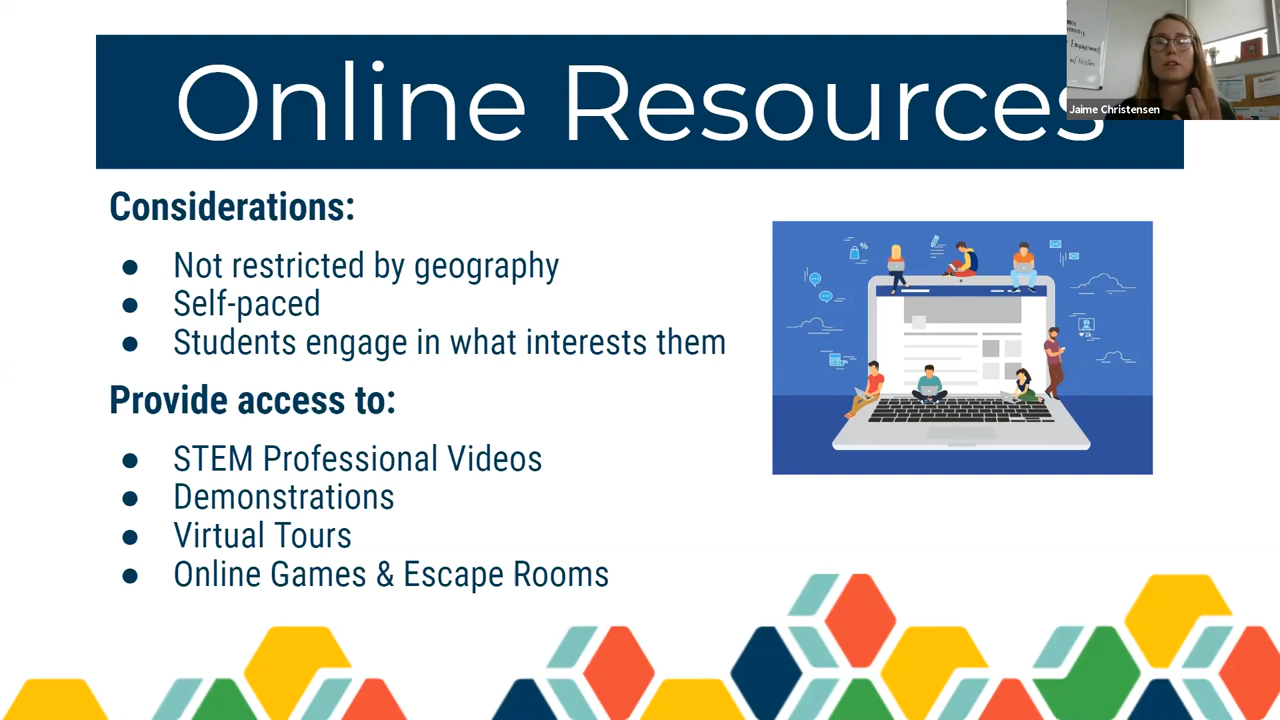 Online Resources
Jaime Christensen
Considerations:
● Not restricted by geography
● Self-paced
● Students engage in what interests them
Provide access to:
● STEM Professional Videos
● Demonstrations
● Virtual Tours
● Online Games & Escape Rooms